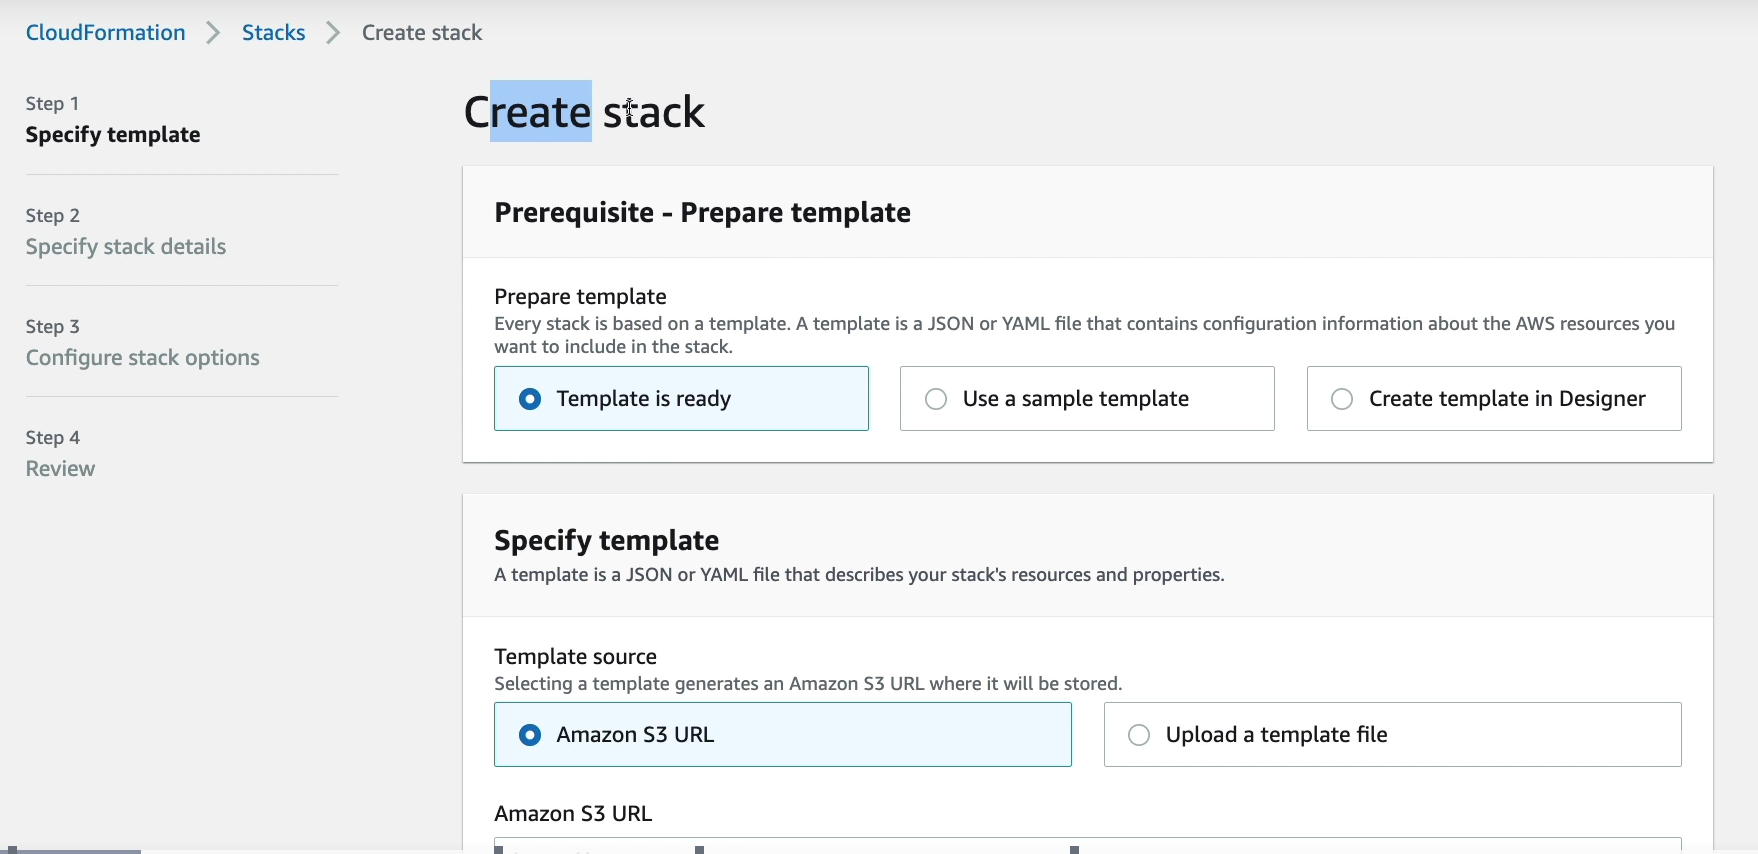 CloudFormation > Stacks > Create stack
Step 1
Specify template
Step 2
Specify stack details
Step 3
Configure stack options
Step 4
Review
Create stack
Prerequisite - Prepare template
Prepare template
Every stack is based on a template. A template is a JSON or YAML file that contains configuration information about the AWS resources you
want to include in the stack.
Template is ready
Use a sample template
Create template in Designer
Specify template
A template is a JSON or YAML file that describes your stack's resources and properties.
Template source
Selecting a template generates an Amazon S3 URL where it will be stored.
Amazon S3 URL
Upload a template file
Amazon S3 URL